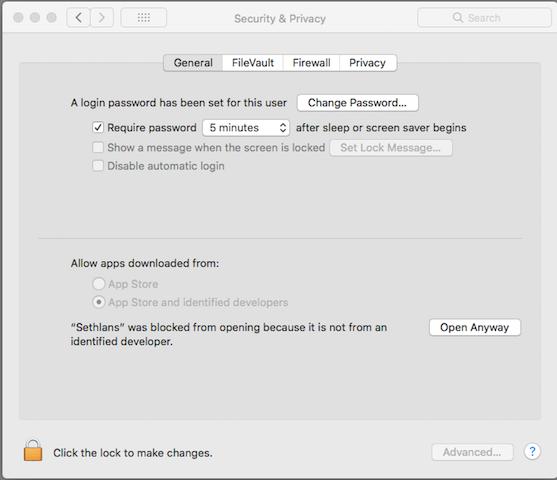 Security & Privacy
Search
General FileVault Firewall Privacy
A login password has been set for this user Change Password...
Require password 5 minutes after sleep or screen saver begins
Show a message when the screen is locked Set Lock Message...
Disable automatic login
Allow apps downloaded from:
App Store
App Store and identified developers
“Sethlans” was blocked from opening because it is not from an
identified developer.
Open Anyway
Click the lock to make changes.
Advanced...
?